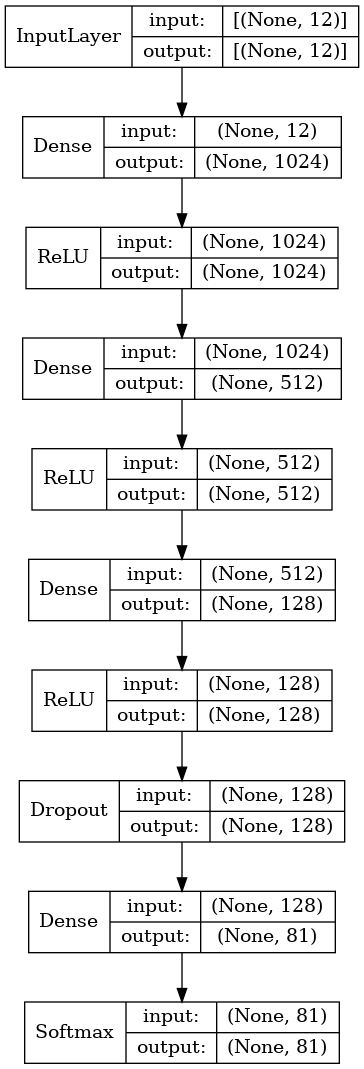 InputLayer input: [(None, 12)]
output: [(None, 12)]
Dense input: (None, 12)
output: (None, 1024)
ReLU input: (None, 1024)
output: (None, 1024)
Dense input: (None, 1024)
output: (None, 512)
ReLU input: (None, 512)
output: (None, 512)
Dense input: (None, 512)
output: (None, 128)
ReLU input: (None, 128)
output: (None, 128)
Dropout input: (None, 128)
output: (None, 128)
Dense input: (None, 128)
output: (None, 81)
Softmax input: (None, 81)
output: (None, 81)